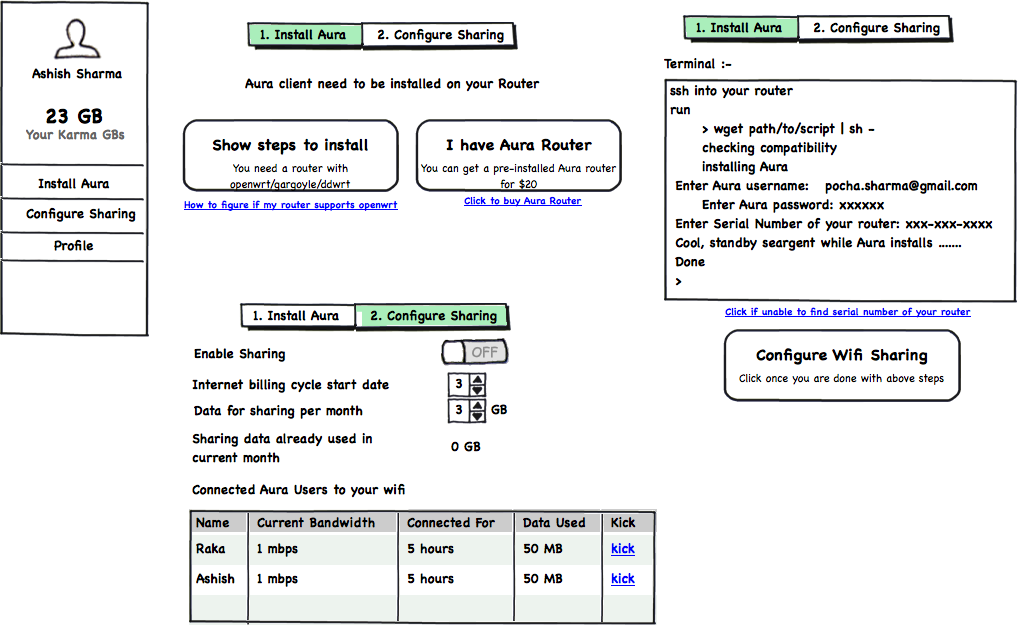 Ashish Sharma
23 GB
Your Karma GBs
Install Aura
Configure Sharing
Profile
1. Install Aura
2. Configure Sharing
Aura client need to be installed on your Router
Show steps to install
You need a router with
openwrt/gargoyle/ddwrt
How to figure if my router supports openwrt
I have Aura Router
You can get a pre-installed Aura router
for $20
Click to buy Aura Router
1. Install Aura
2. Configure Sharing
Terminal :-
ssh into your router
run
> wget path/to/script | sh -
checking compatibility
installing Aura
Enter Aura username: pocha.sharma@gmail.com
Enter Aura password: xxxxxx
Enter Serial Number of your router: xxx-xxx-xxxx
Cool, standby seargent while Aura installs .......
Done
>
Click if unable to find serial number of your router
Configure Wifi Sharing
Click once you are done with above steps
1. Install Aura
2. Configure Sharing
Enable Sharing
OFF
Internet billing cycle start date
3
Data for sharing per month
3 GB
Sharing data already used in
current month
0 GB
Connected Aura Users to your wifi
Name Current Bandwidth Connected For Data Used Kick
Raka 1 mbps 5 hours 50 MB kick
Ashish 1 mbps 5 hours 50 MB kick